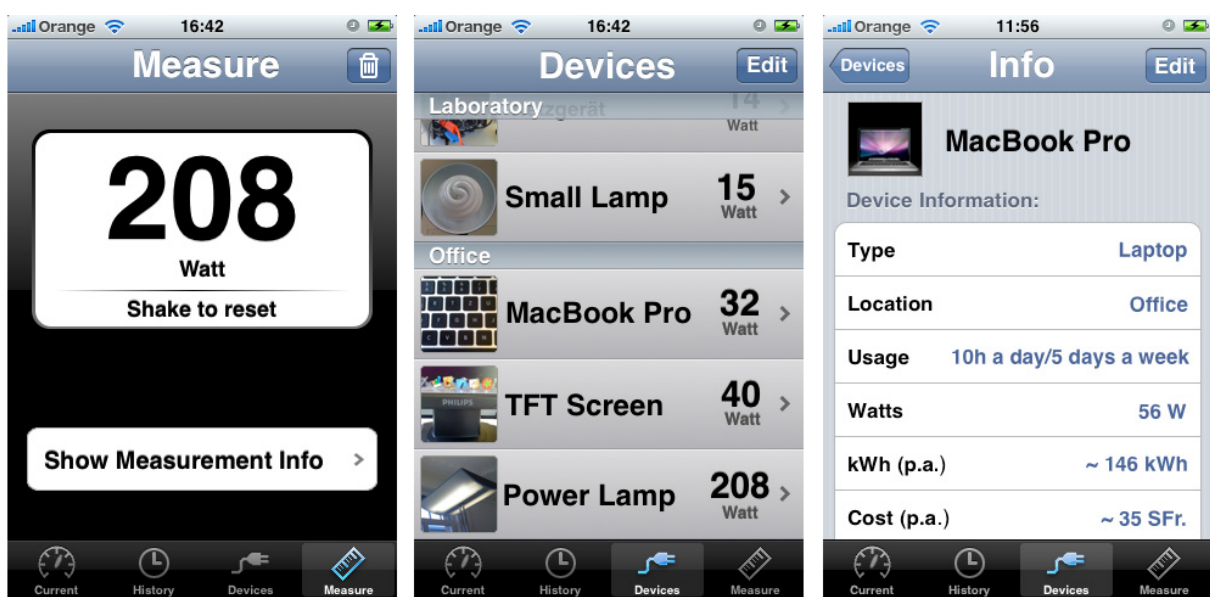 Orange 16:42
Measure
208
Watt
Shake to reset
Show Measurement Info
Current History Devices Measure
Orange 16:42
Devices Edit
Laboratory
14
Watt
Small Lamp 15
Watt
Office
MacBook Pro 32
Watt
PHILIPS
TFT Screen 40
Watt
Power Lamp 208
Watt
Current History Devices Measure
Orange 11:56
Devices Info Edit
MacBook Pro
Device Information:
Type Laptop
Location Office
Usage 10h a day/5 days a week
Watts 56 W
kWh (p.a.) ~ 146 kWh
Cost (p.a.) ~ 35 SFr.
Current History Devices Measure